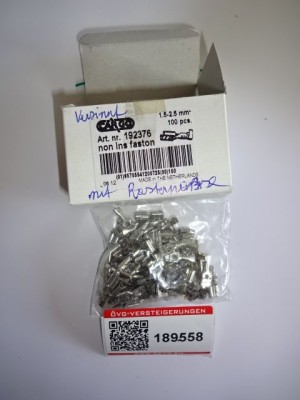 Verzinnt
CARGO 1.5-2.5 mm²
Art. nr. 192376 100 pcs.
non ins faston
MADE in THE NETHERLANDS
mit
ÖVG-VERSTEIGERUNGEN
189558